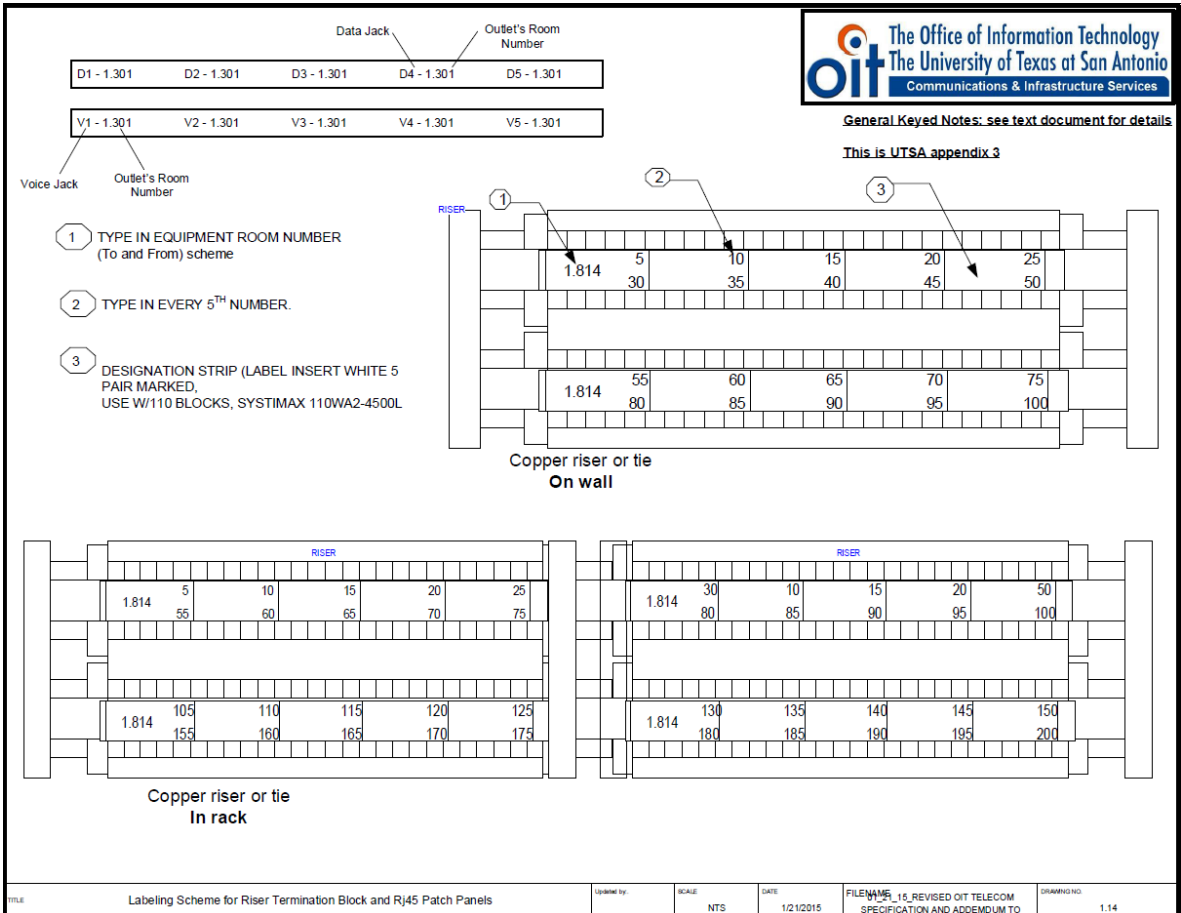 Data Jack
Outlet's Room
Number
D1 - 1.301 D2 - 1.301 D3 - 1.301 D4 - 1.301 D5 - 1.301
V1 - 1.301 V2 - 1.301 V3 - 1.301 V4 - 1.301 V5 - 1.301
Voice Jack
Outlet's Room
Number
oit
The Office of Information Technology
The University of Texas at San Antonio
Communications & Infrastructure Services
General Keyed Notes: see text document for details
This is UTSA appendix 3
1 TYPE IN EQUIPMENT ROOM NUMBER
(To and From) scheme
2 TYPE IN EVERY 5TH NUMBER.
3 DESIGNATION STRIP (LABEL INSERT WHITE 5
PAIR MARKED,
USE W/110 BLOCKS, SYSTIMAX 110WA2-4500L
RISER
1
2
3
1.814
5 10 15 20 25
30 35 40 45 50
1.814
55 60 65 70 75
80 85 90 95 100
Copper riser or tie
On wall
RISER
1.814
5 10 15 20 25
55 60 65 70 75
1.814
105 110 115 120 125
155 160 165 170 175
RISER
1.814
30 10 15 20 50
80 85 90 95 100
1.814
130 135 140 145 150
180 185 190 195 200
Copper riser or tie
In rack
TITLE
Labeling Scheme for Riser Termination Block and Rj45 Patch Panels
Updated by:
SCALE
NTS
DATE
1/21/2015
FILENAME
01_21_15_REVISED OIT TELECOM
SPECIFICATION AND ADDEMDUM TO
DRAWING NO.
1.14